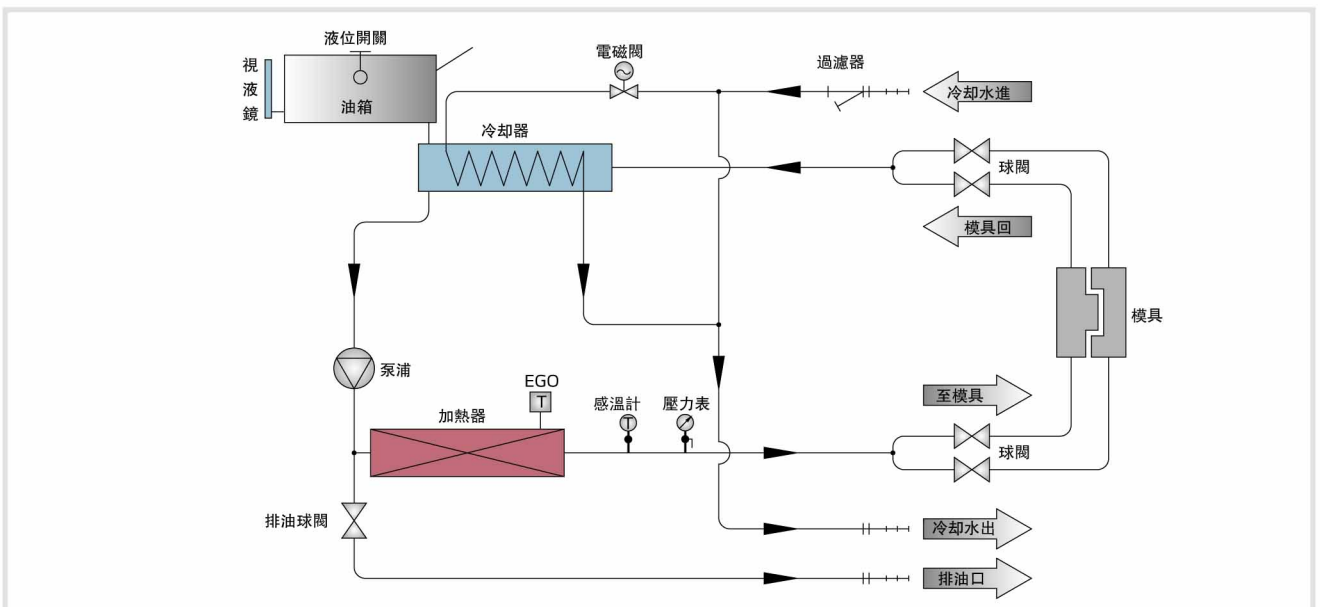 液位開關
視液鏡
油箱
電磁閥
過濾器
冷却水進
冷却器
球閥
模具回
模具
泵浦
EGO
T
加熱器
感溫計
T
壓力表
至模具
球閥
排油球閥
冷却水出
排油口